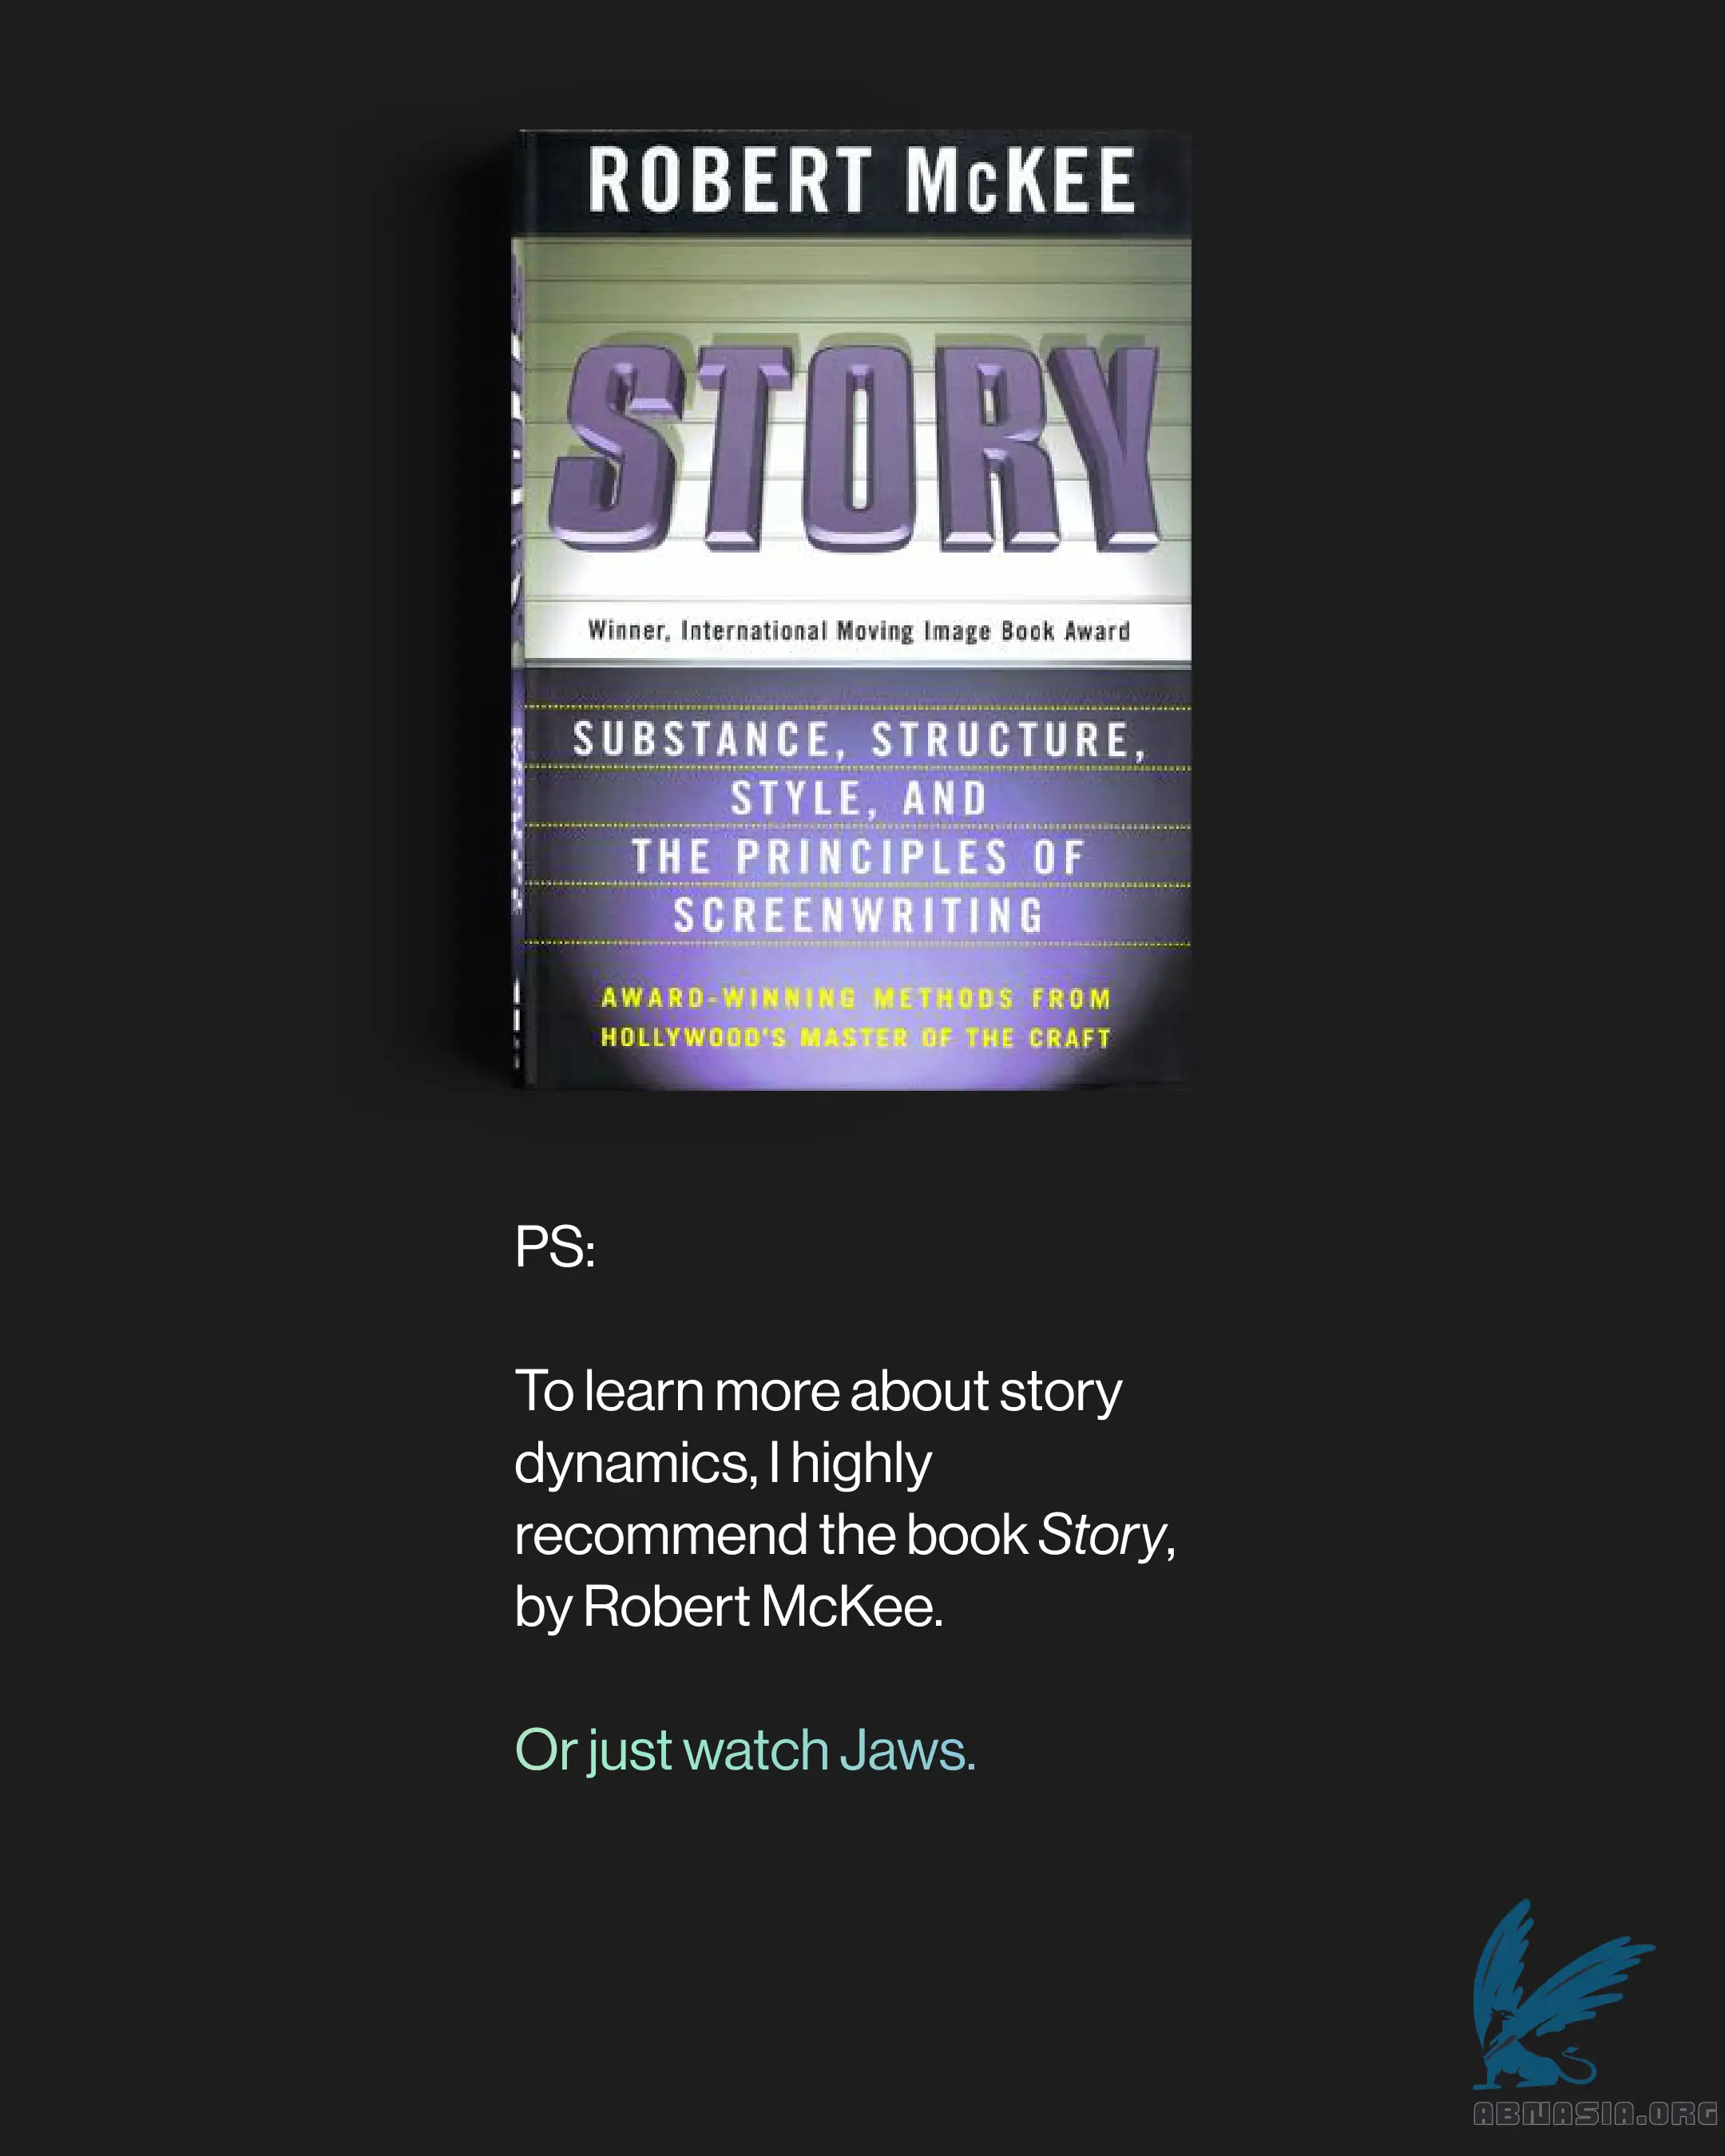 ROBERT McKEE
STORY
Winner, International Moving Image Book Award
SUBSTANCE, STRUCTURE,
STYLE, AND
THE PRINCIPLES OF
SCREENWRITING
AWARD-WINNING METHODS FROM
HOLLYWOOD'S MASTER OF THE CRAFT
PS:
To learn more about story
dynamics, I highly
recommend the book Story,
by Robert McKee.
Or just watch Jaws.
ABNASIA.ORG